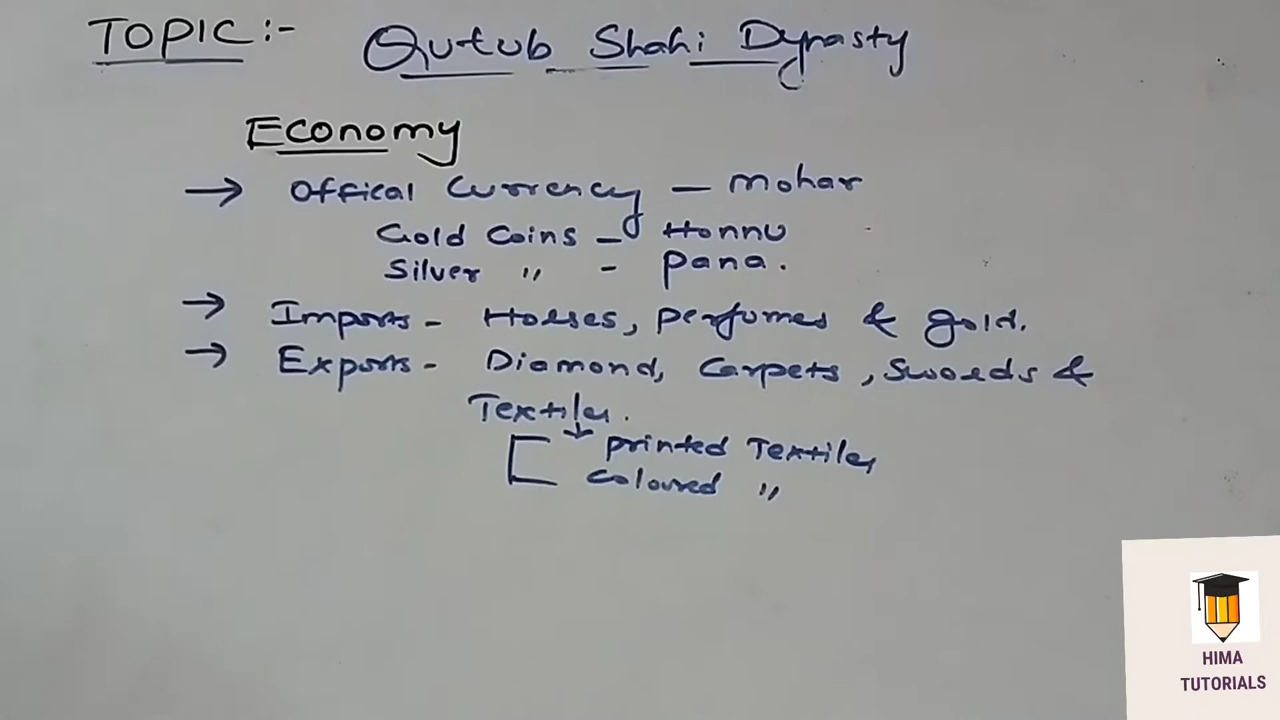 TOPIC:- Qutub Shahi Dynasty
Economy
→ Offical Currency – Mohar
Gold Coins – Honnu
Silver " - Pana.
→ Imports - Horses, Perfumes & gold.
→ Exports - Diamond, Carpets, Swords &
Textiles.
Printed Textiles
Coloured "
HIMA
TUTORIALS